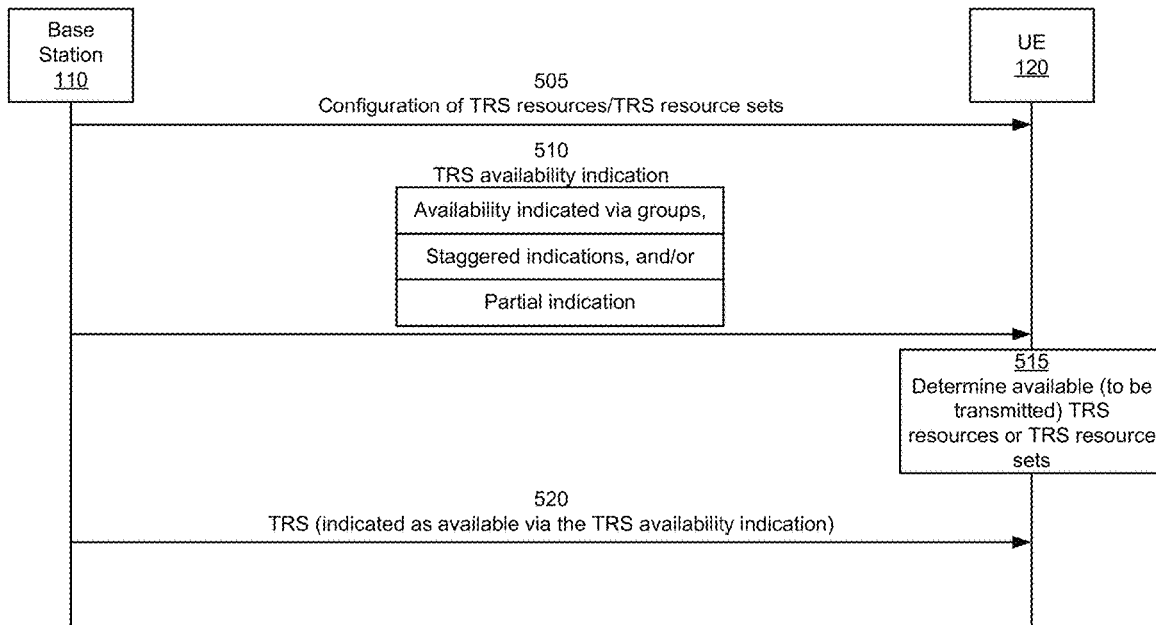 Base
Station
110
UE
120
505
Configuration of TRS resources/TRS resource sets
510
TRS availability indication
Availability indicated via groups,
Staggered indications, and/or
Partial indication
515
Determine available (to be
transmitted) TRS
resources or TRS resource
sets
520
TRS (indicated as available via the TRS availability indication)